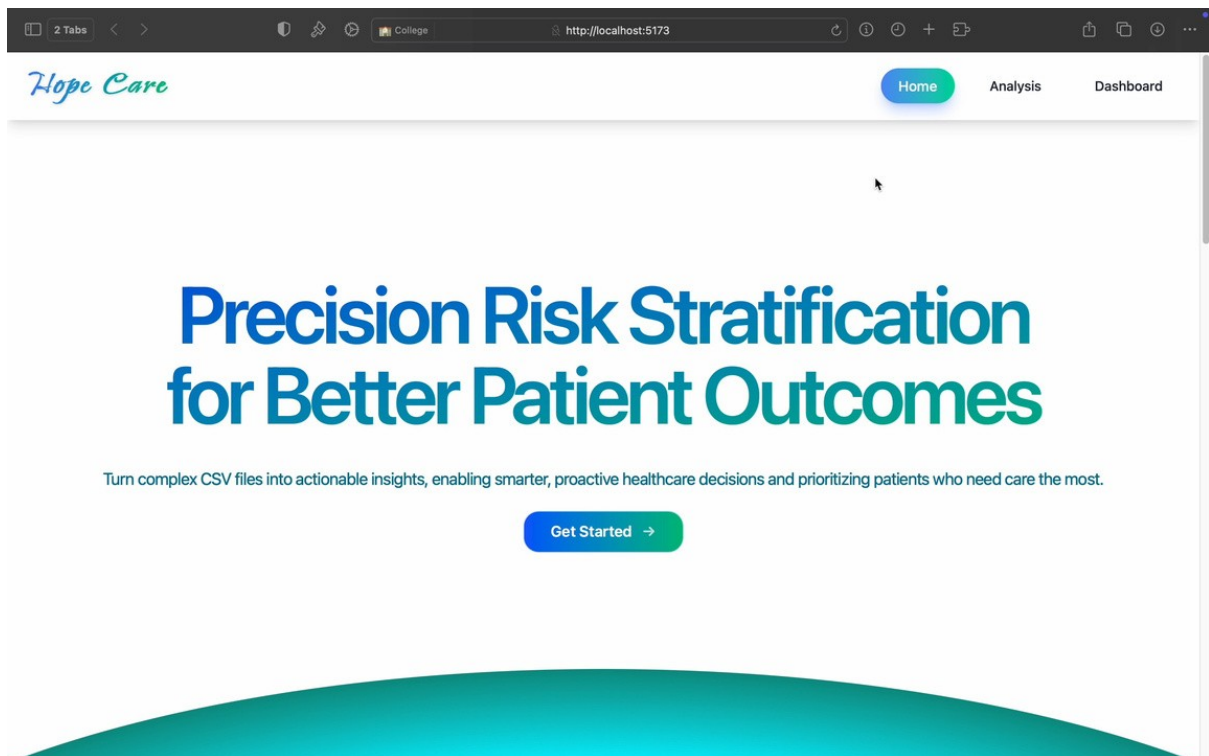 2 Tabs
College
http://localhost:5173
Hope Care
Home
Analysis
Dashboard
Precision Risk Stratification
for Better Patient Outcomes
Turn complex CSV files into actionable insights, enabling smarter, proactive healthcare decisions and prioritizing patients who need care the most.
Get Started →